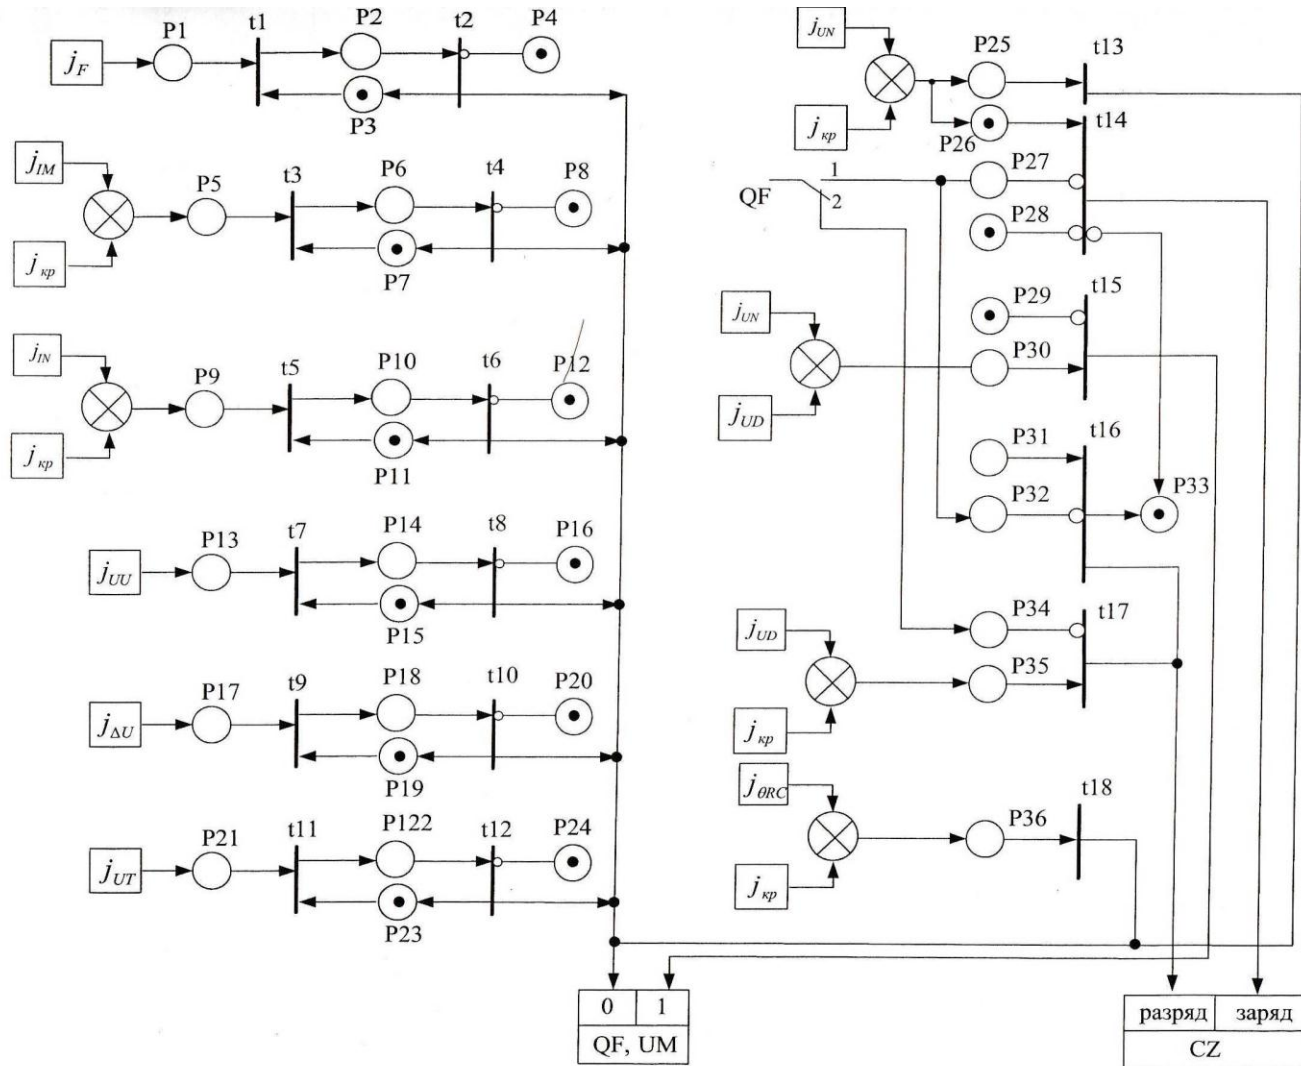 j_F P1 t1 P2 t2 P4
P3
j_IM P5 t3 P6 t4 P8
j_кр P7
j_IN P9 t5 P10 t6 P12
j_кр P11
j_UU P13 t7 P14 t8 P16
P15
j_ΔU P17 t9 P18 t10 P20
P19
j_UT P21 t11 P122 t12 P24
P23
j_UN P25 t13
j_кр P26 t14
QF 1 P27
2 P28
j_UN P29 t15
j_UD P30
P31 t16
P32 P33
j_UD P34 t17
j_кр P35
j_θRC P36 t18
j_кр
0 1
QF, UM
разряд заряд
CZ